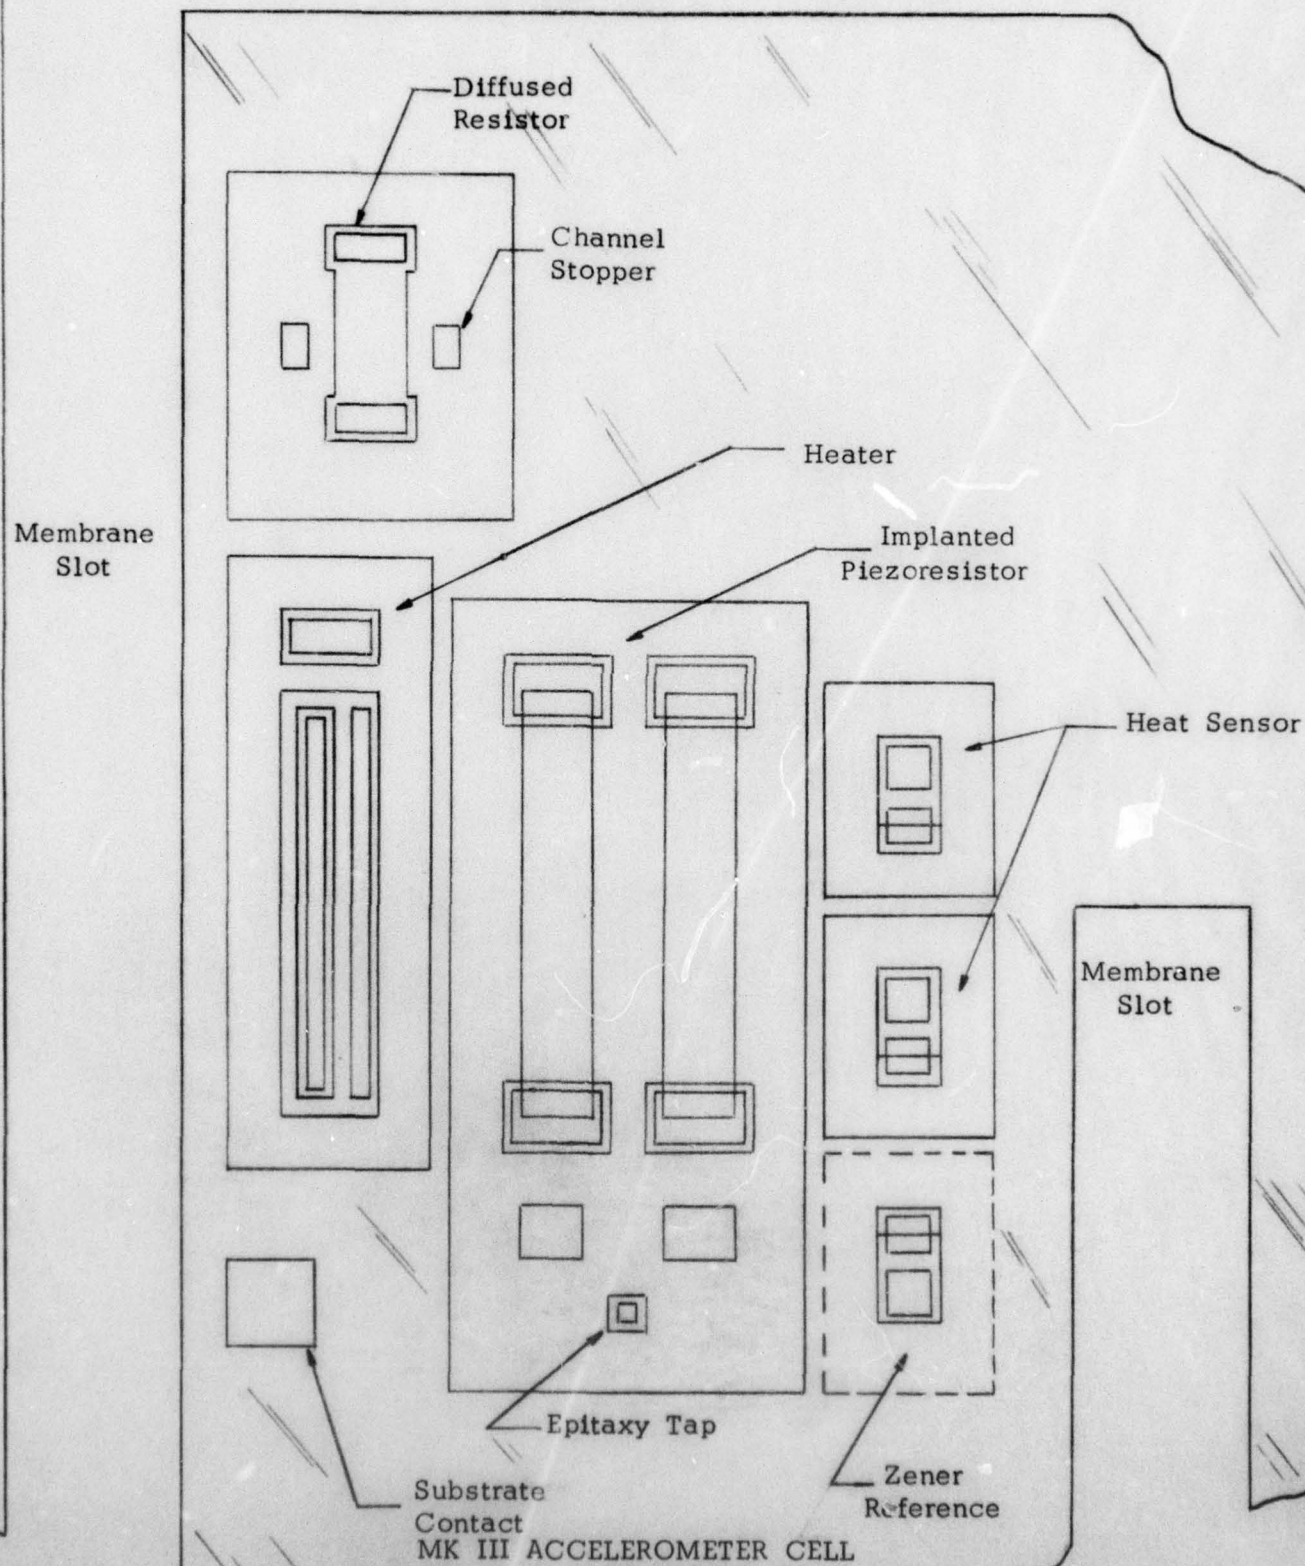 Diffused
Resistor
Channel
Stopper
Heater
Membrane
Slot
Implanted
Piezoresistor
Heat Sensor
Membrane
Slot
Epitaxy Tap
Zener
Reference
Substrate
Contact
MK III ACCELEROMETER CELL